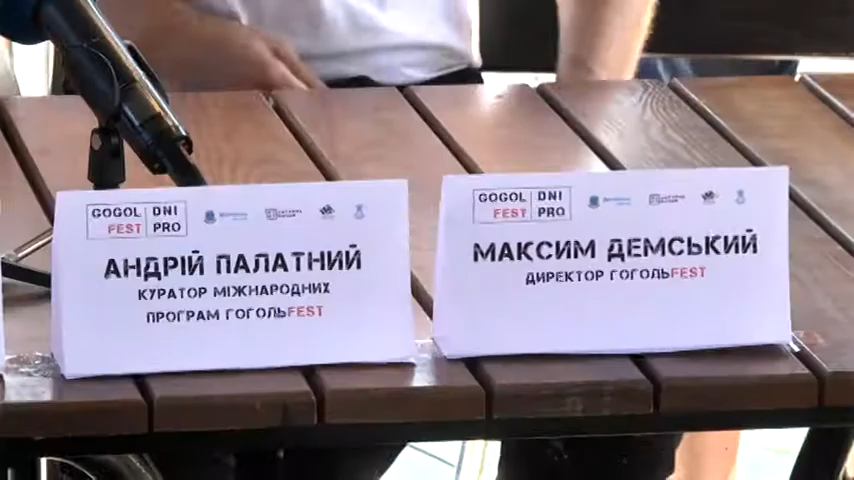 GOGOL FEST
DNI PRO
АНДРІЙ ПАЛАТНИЙ
КУРАТОР МІЖНАРОДНИХ
ПРОГРАМ ГОГОЛЬFEST
GOGOL FEST
DNI PRO
МАКСИМ ДЕМСЬКИЙ
ДИРЕКТОР ГОГОЛЬFEST